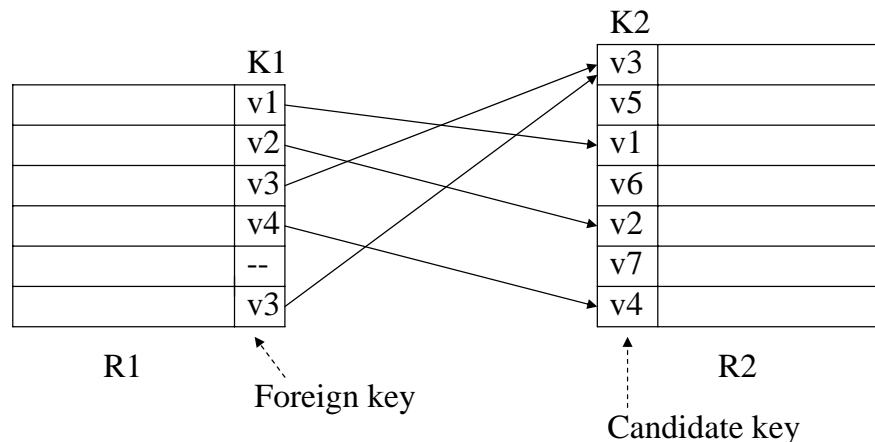 K1
v1
v2
v3
v4
--
v3
R1
Foreign key
K2
v3
v5
v1
v6
v2
v7
v4
R2
Candidate key